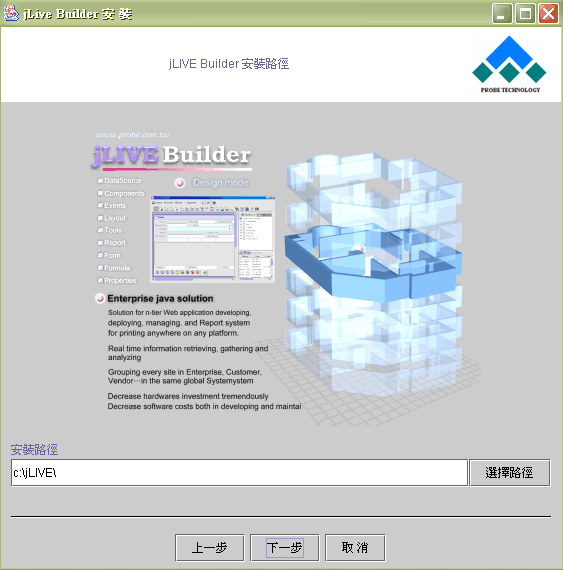 jLive Builder 安 裝
jLIVE Builder 安裝路徑
PROBE TECHNOLOGY
www.probe.com.tw
jLIVE Builder
Design mode
DataSource
Components
Events
Layout
Tools
Report
Form
Formula
Properties
Enterprise java solution
Solution for n-tier Web application developing,
deploying, managing, and Report system
for printing anywhere on any platform.
Real time information retrieving, gathering and
analyzing
Grouping every site in Enterprise, Customer,
Vendor⋯in the same global Systemystem
Decrease hardwares investment tremendously
Decrease software costs both in developing and maintai
安裝路徑
c:\jLIVE\
選擇路徑
上一步
下一步
取 消